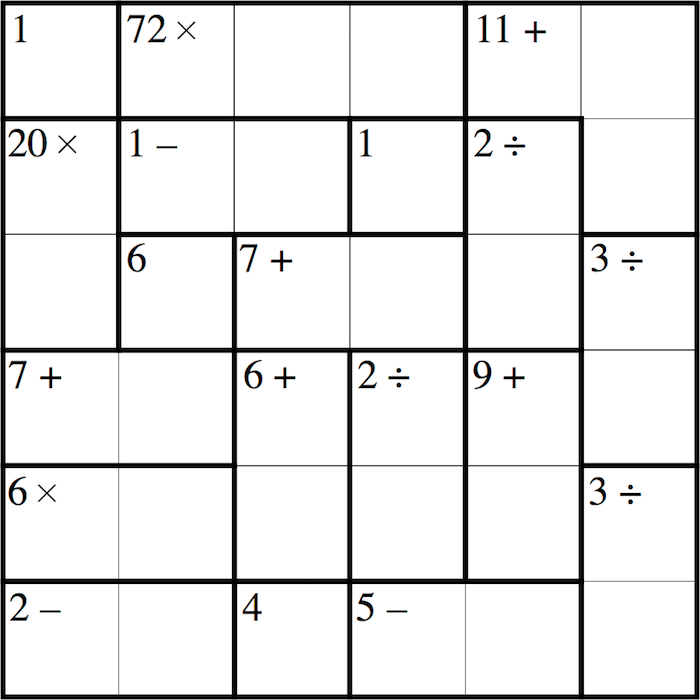 1 72 × 11 +
20 × 1 – 1 2 ÷
6 7 + 3 ÷
7 + 6 + 2 ÷ 9 +
6 × 3 ÷
2 – 4 5 –